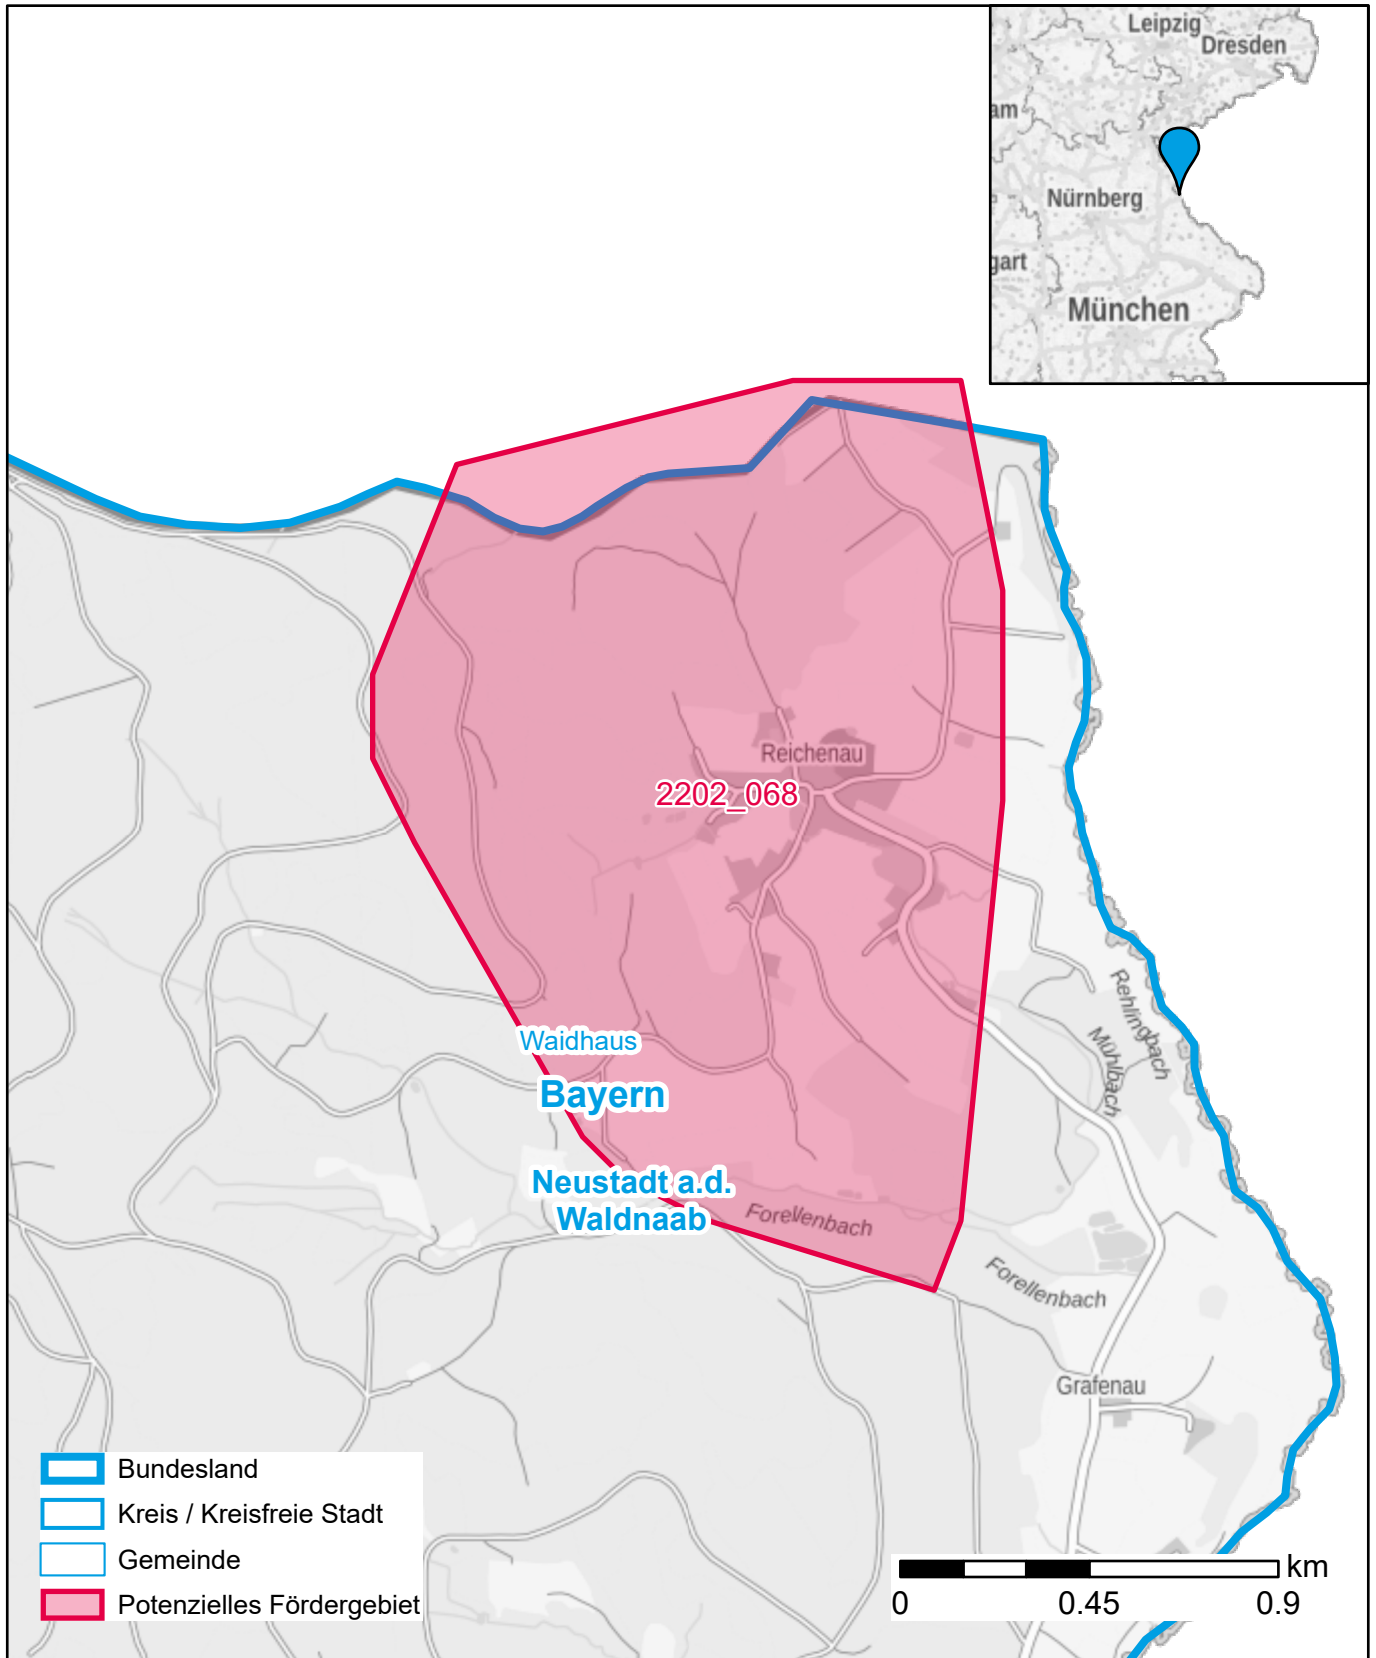 Leipzig
Dresden
am
Nürnberg
gart
München
Reichenau
2202_068
Rehlingbach
Mühlbach
Waidhaus
Bayern
Neustadt a.d.
Waldnaab
Forellenbach
Forellenbach
Grafenau
Bundesland
Kreis / Kreisfreie Stadt
Gemeinde
Potenzielles Fördergebiet
km
0 0.45 0.9